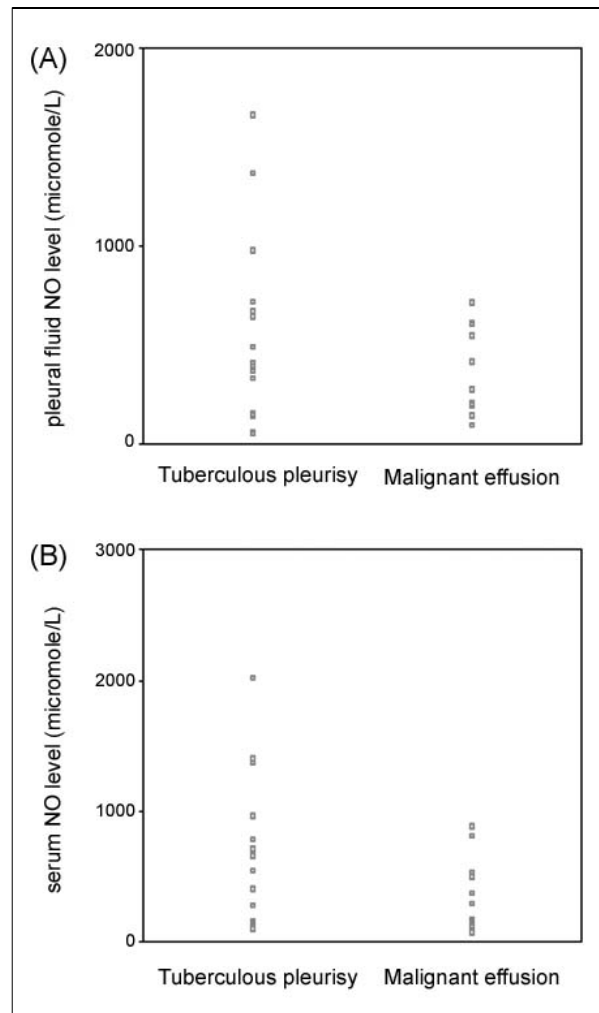 (A)
pleural fluid NO level (micromole/L)
2000
1000
0
Tuberculous pleurisy Malignant effusion
(B)
serum NO level (micromole/L)
3000
2000
1000
0
Tuberculous pleurisy Malignant effusion